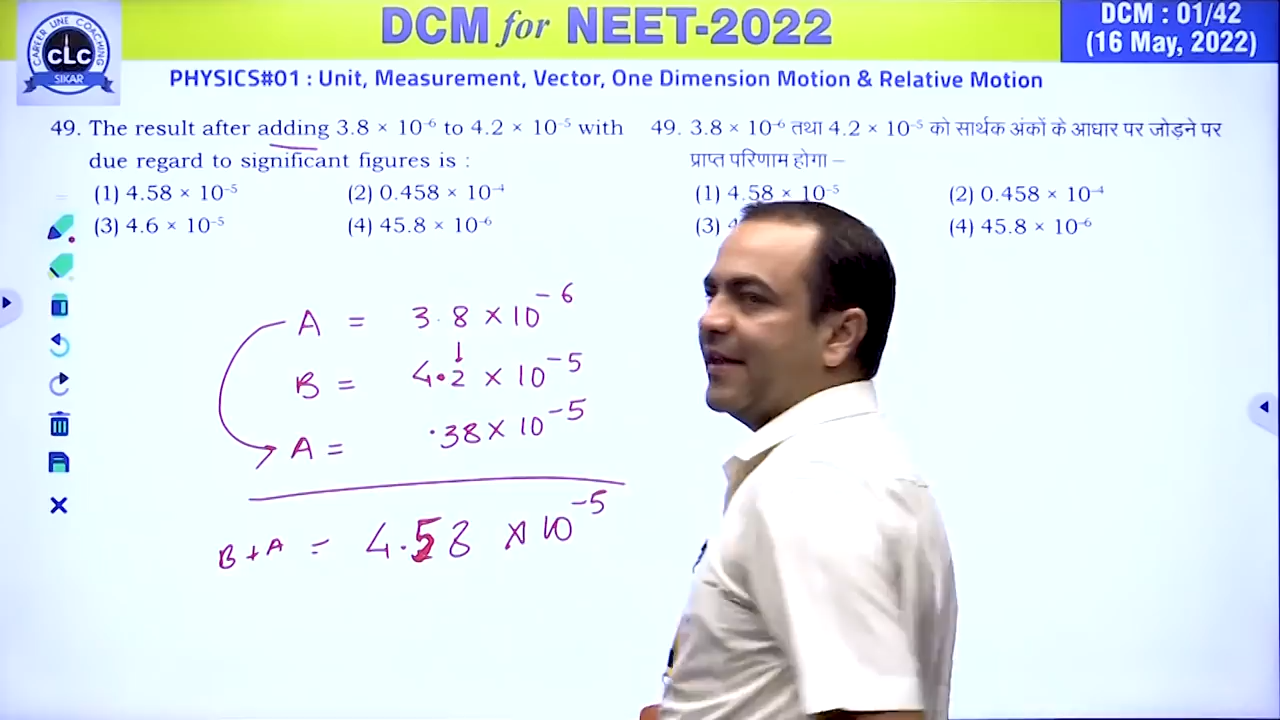 DCM for NEET-2022
DCM : 01/42
(16 May, 2022)
CAREER LINE COACHING
CLC
SIKAR
PHYSICS#01 : Unit, Measurement, Vector, One Dimension Motion & Relative Motion
49. The result after adding 3.8 × 10⁻⁶ to 4.2 × 10⁻⁵ with
due regard to significant figures is :
(1) 4.58 × 10⁻⁵ (2) 0.458 × 10⁻⁴
(3) 4.6 × 10⁻⁵ (4) 45.8 × 10⁻⁶
49. 3.8 × 10⁻⁶ तथा 4.2 × 10⁻⁵ को सार्थक अंकों के आधार पर जोड़ने पर
प्राप्त परिणाम होगा –
(1) 4.58 × 10⁻⁵ (2) 0.458 × 10⁻⁴
(3) (4) 45.8 × 10⁻⁶
A = 3.8 × 10⁻⁶
B = 4.2 × 10⁻⁵
A = .38 × 10⁻⁵
B + A = 4.58 × 10⁻⁵